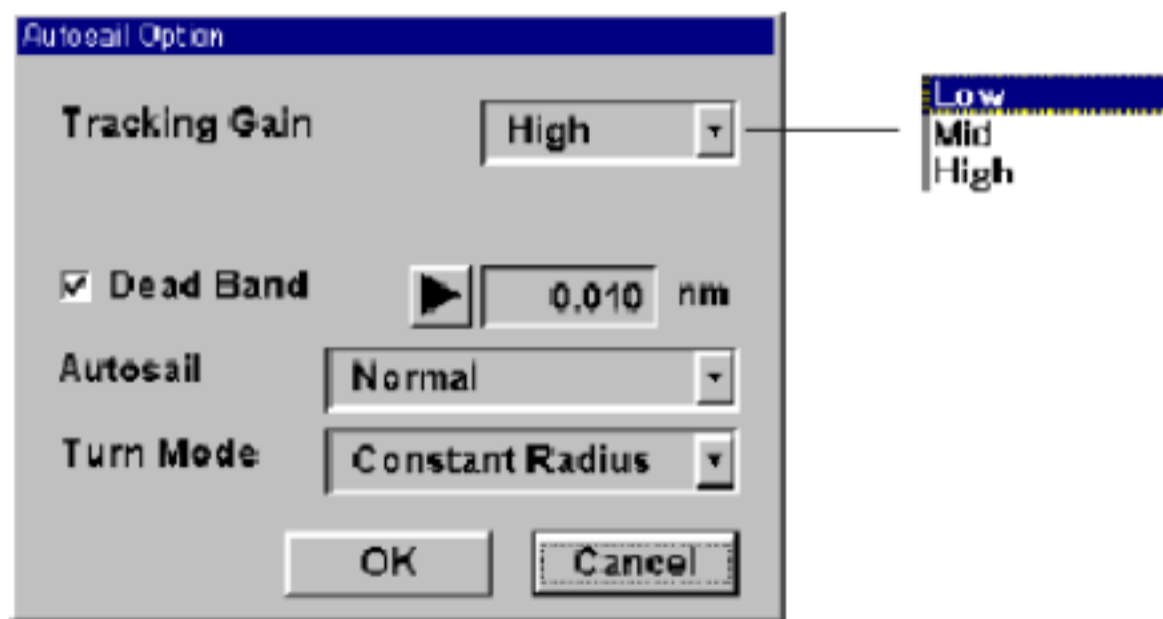 Autosail Option
Tracking Gain High
Low
Mid
High
Dead Band 0.010 nm
Autosail Normal
Turn Mode Constant Radius
OK Cancel